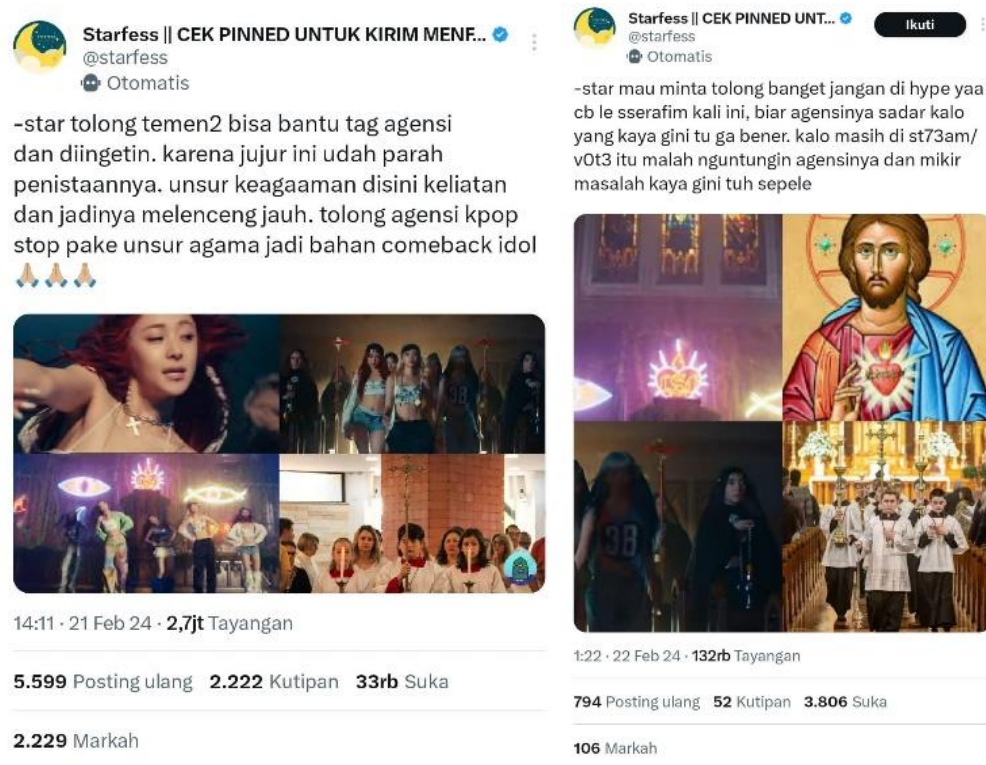 Starfess || CEK PINNED UNTUK KIRIM MENF...
@starfess
Otomatis
-star tolong temen2 bisa bantu tag agensi
dan diingetin. karena jujur ini udah parah
penistaannya. unsur keagaaman disini keliatan
dan jadinya melenceng jauh. tolong agensi kpop
stop pake unsur agama jadi bahan comeback idol
🙏🏼🙏🏼🙏🏼
98
14:11 · 21 Feb 24 · 2,7jt Tayangan
5.599 Posting ulang 2.222 Kutipan 33rb Suka
2.229 Markah
Starfess || CEK PINNED UNT...
Ikuti
@starfess
Otomatis
-star mau minta tolong banget jangan di hype yaa
cb le sserafim kali ini, biar agensinya sadar kalo
yang kaya gini tu ga bener. kalo masih di st73am/
v0t3 itu malah nguntungin agensinya dan mikir
masalah kaya gini tuh sepele
98
1:22 · 22 Feb 24 · 132rb Tayangan
794 Posting ulang 52 Kutipan 3.806 Suka
106 Markah